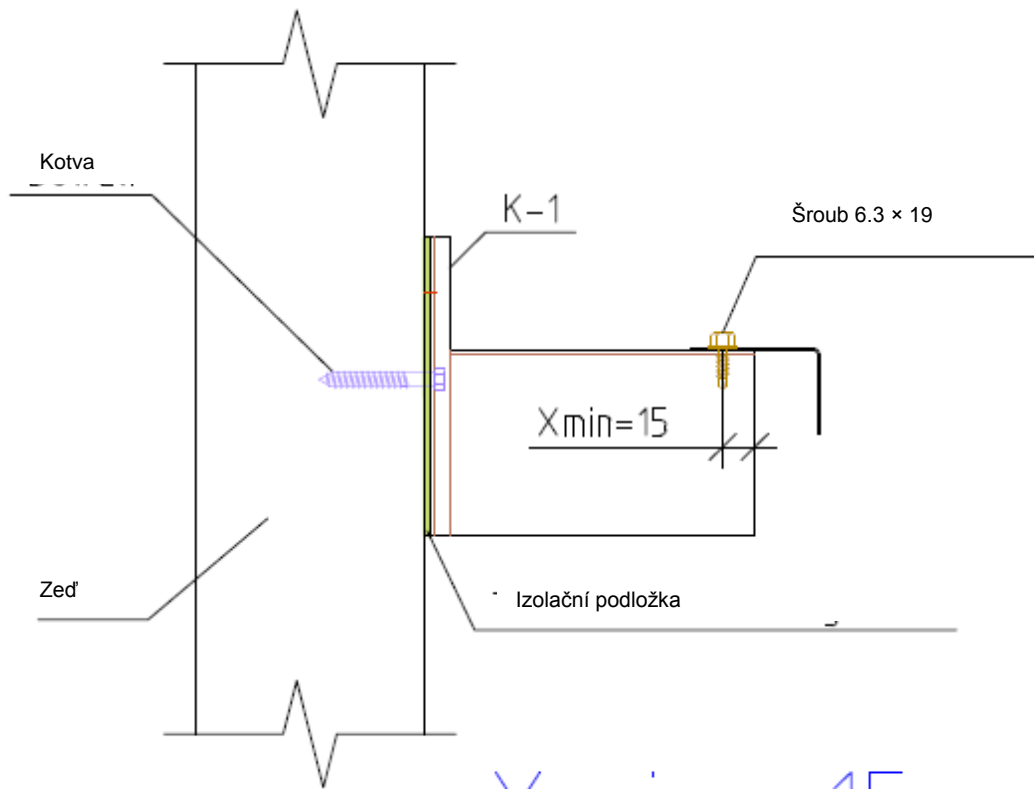 Kotva
K-1
Šroub 6.3 × 19
Xmin=15
Zeď
Izolační podložka